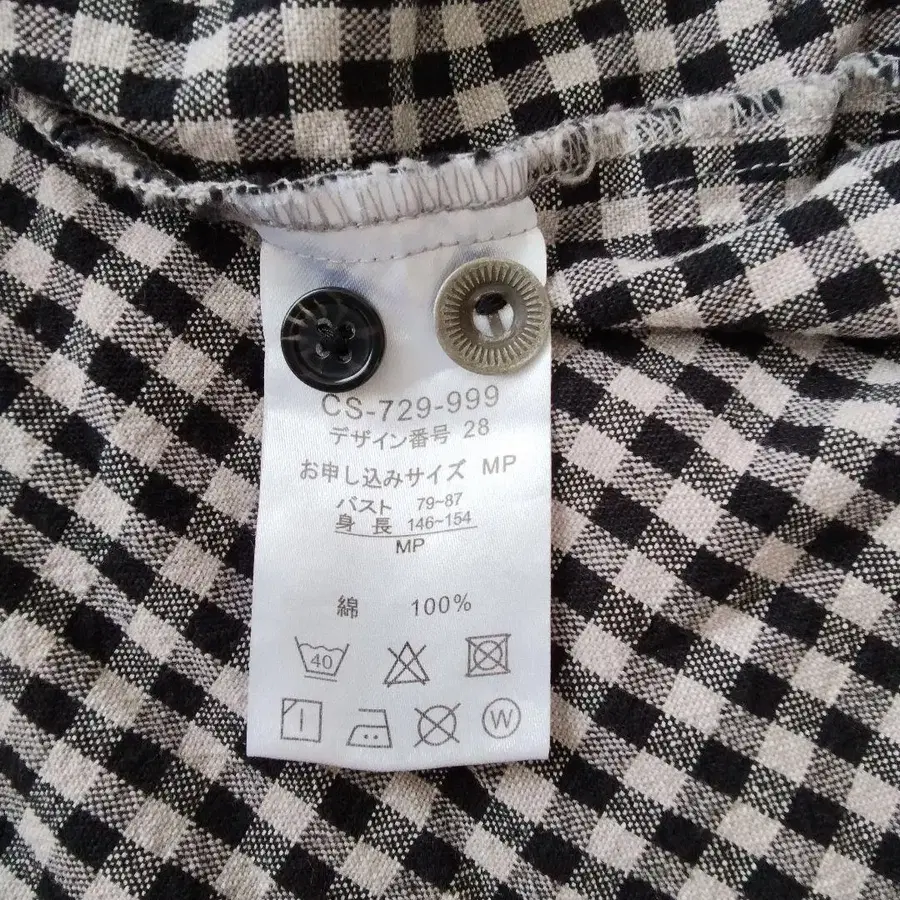 CS-729-999
デザイン番号 28
お申し込みサイズ MP
バスト 79~87
身長 146~154
MP
綿 100%
40
W